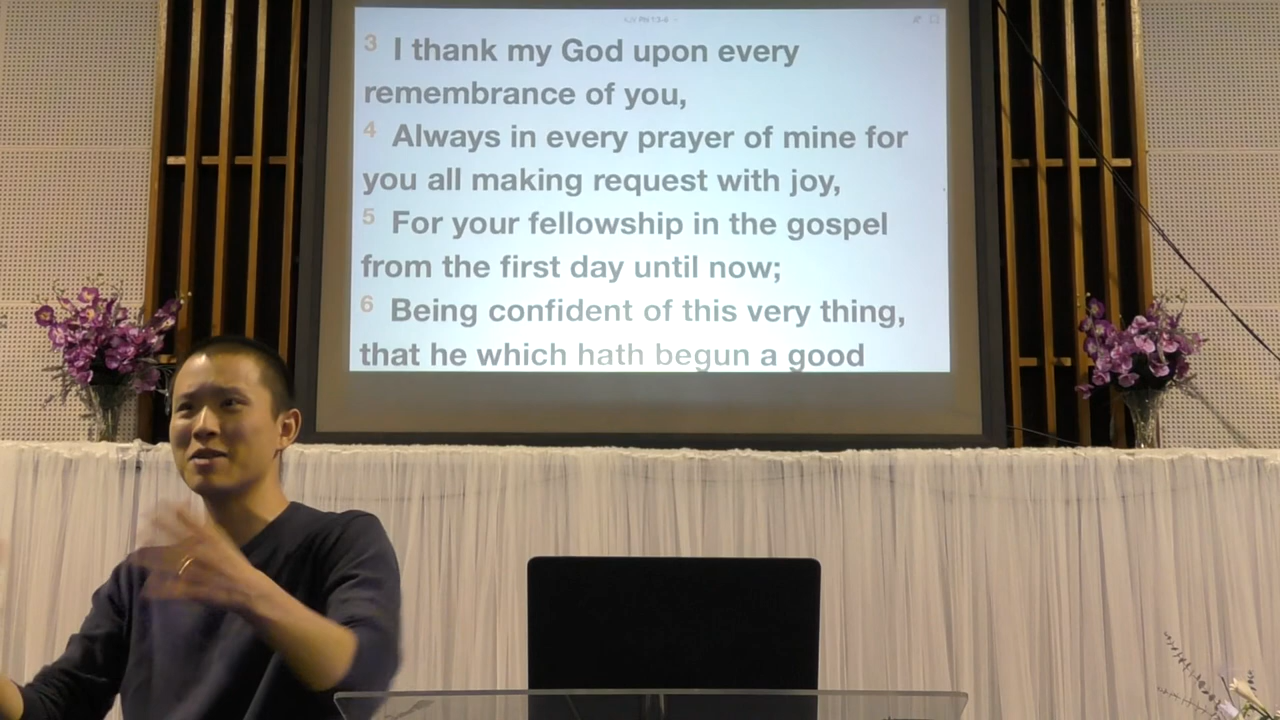 3 I thank my God upon every
remembrance of you,
4 Always in every prayer of mine for
you all making request with joy,
5 For your fellowship in the gospel
from the first day until now;
6 Being confident of this very thing,
that he which hath begun a good